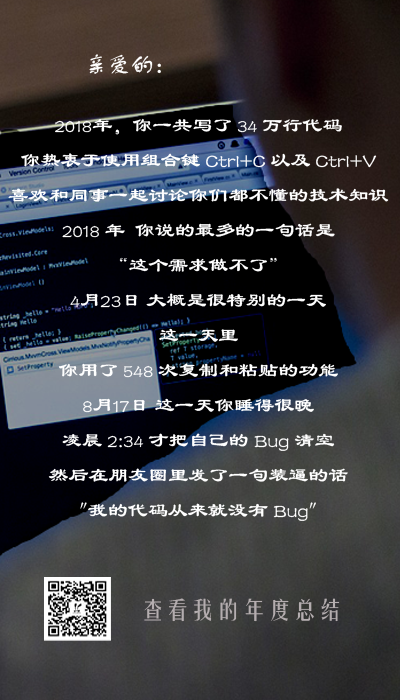 亲爱的：
2018年，你一共写了 34 万行代码
你热衷于使用组合键 Ctrl+C 以及 Ctrl+V
喜欢和同事一起讨论你们都不懂的技术知识
2018 年 你说的最多的一句话是
“这个需求做不了”
4月23日 大概是很特别的一天
这一天里
你用了 548 次复制和粘贴的功能
8月17日 这一天你睡得很晚
凌晨 2:34 才把自己的 Bug 清空
然后在朋友圈里发了一句装逼的话
"我的代码从来就没有 Bug"
查看我的年度总结
Version Control
SetProperty